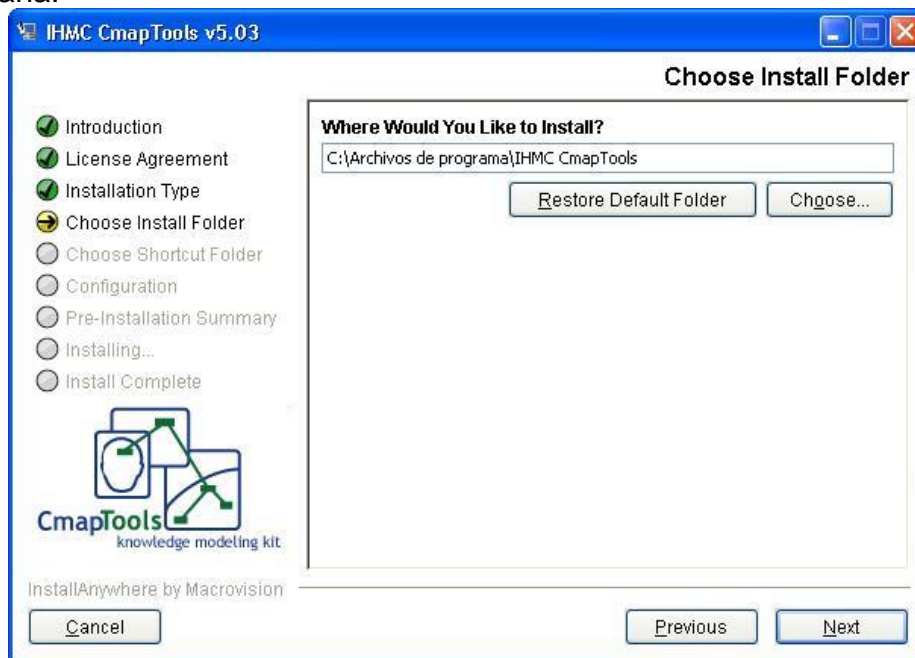 IHMC CmapTools v5.03
Choose Install Folder
Introduction
License Agreement
Installation Type
Choose Install Folder
Choose Shortcut Folder
Configuration
Pre-Installation Summary
Installing...
Install Complete
Where Would You Like to Install?
C:\Archivos de programa\IHMC CmapTools
Restore Default Folder
Choose...
CmapTools
knowledge modeling kit
InstallAnywhere by Macrovision
Cancel
Previous
Next